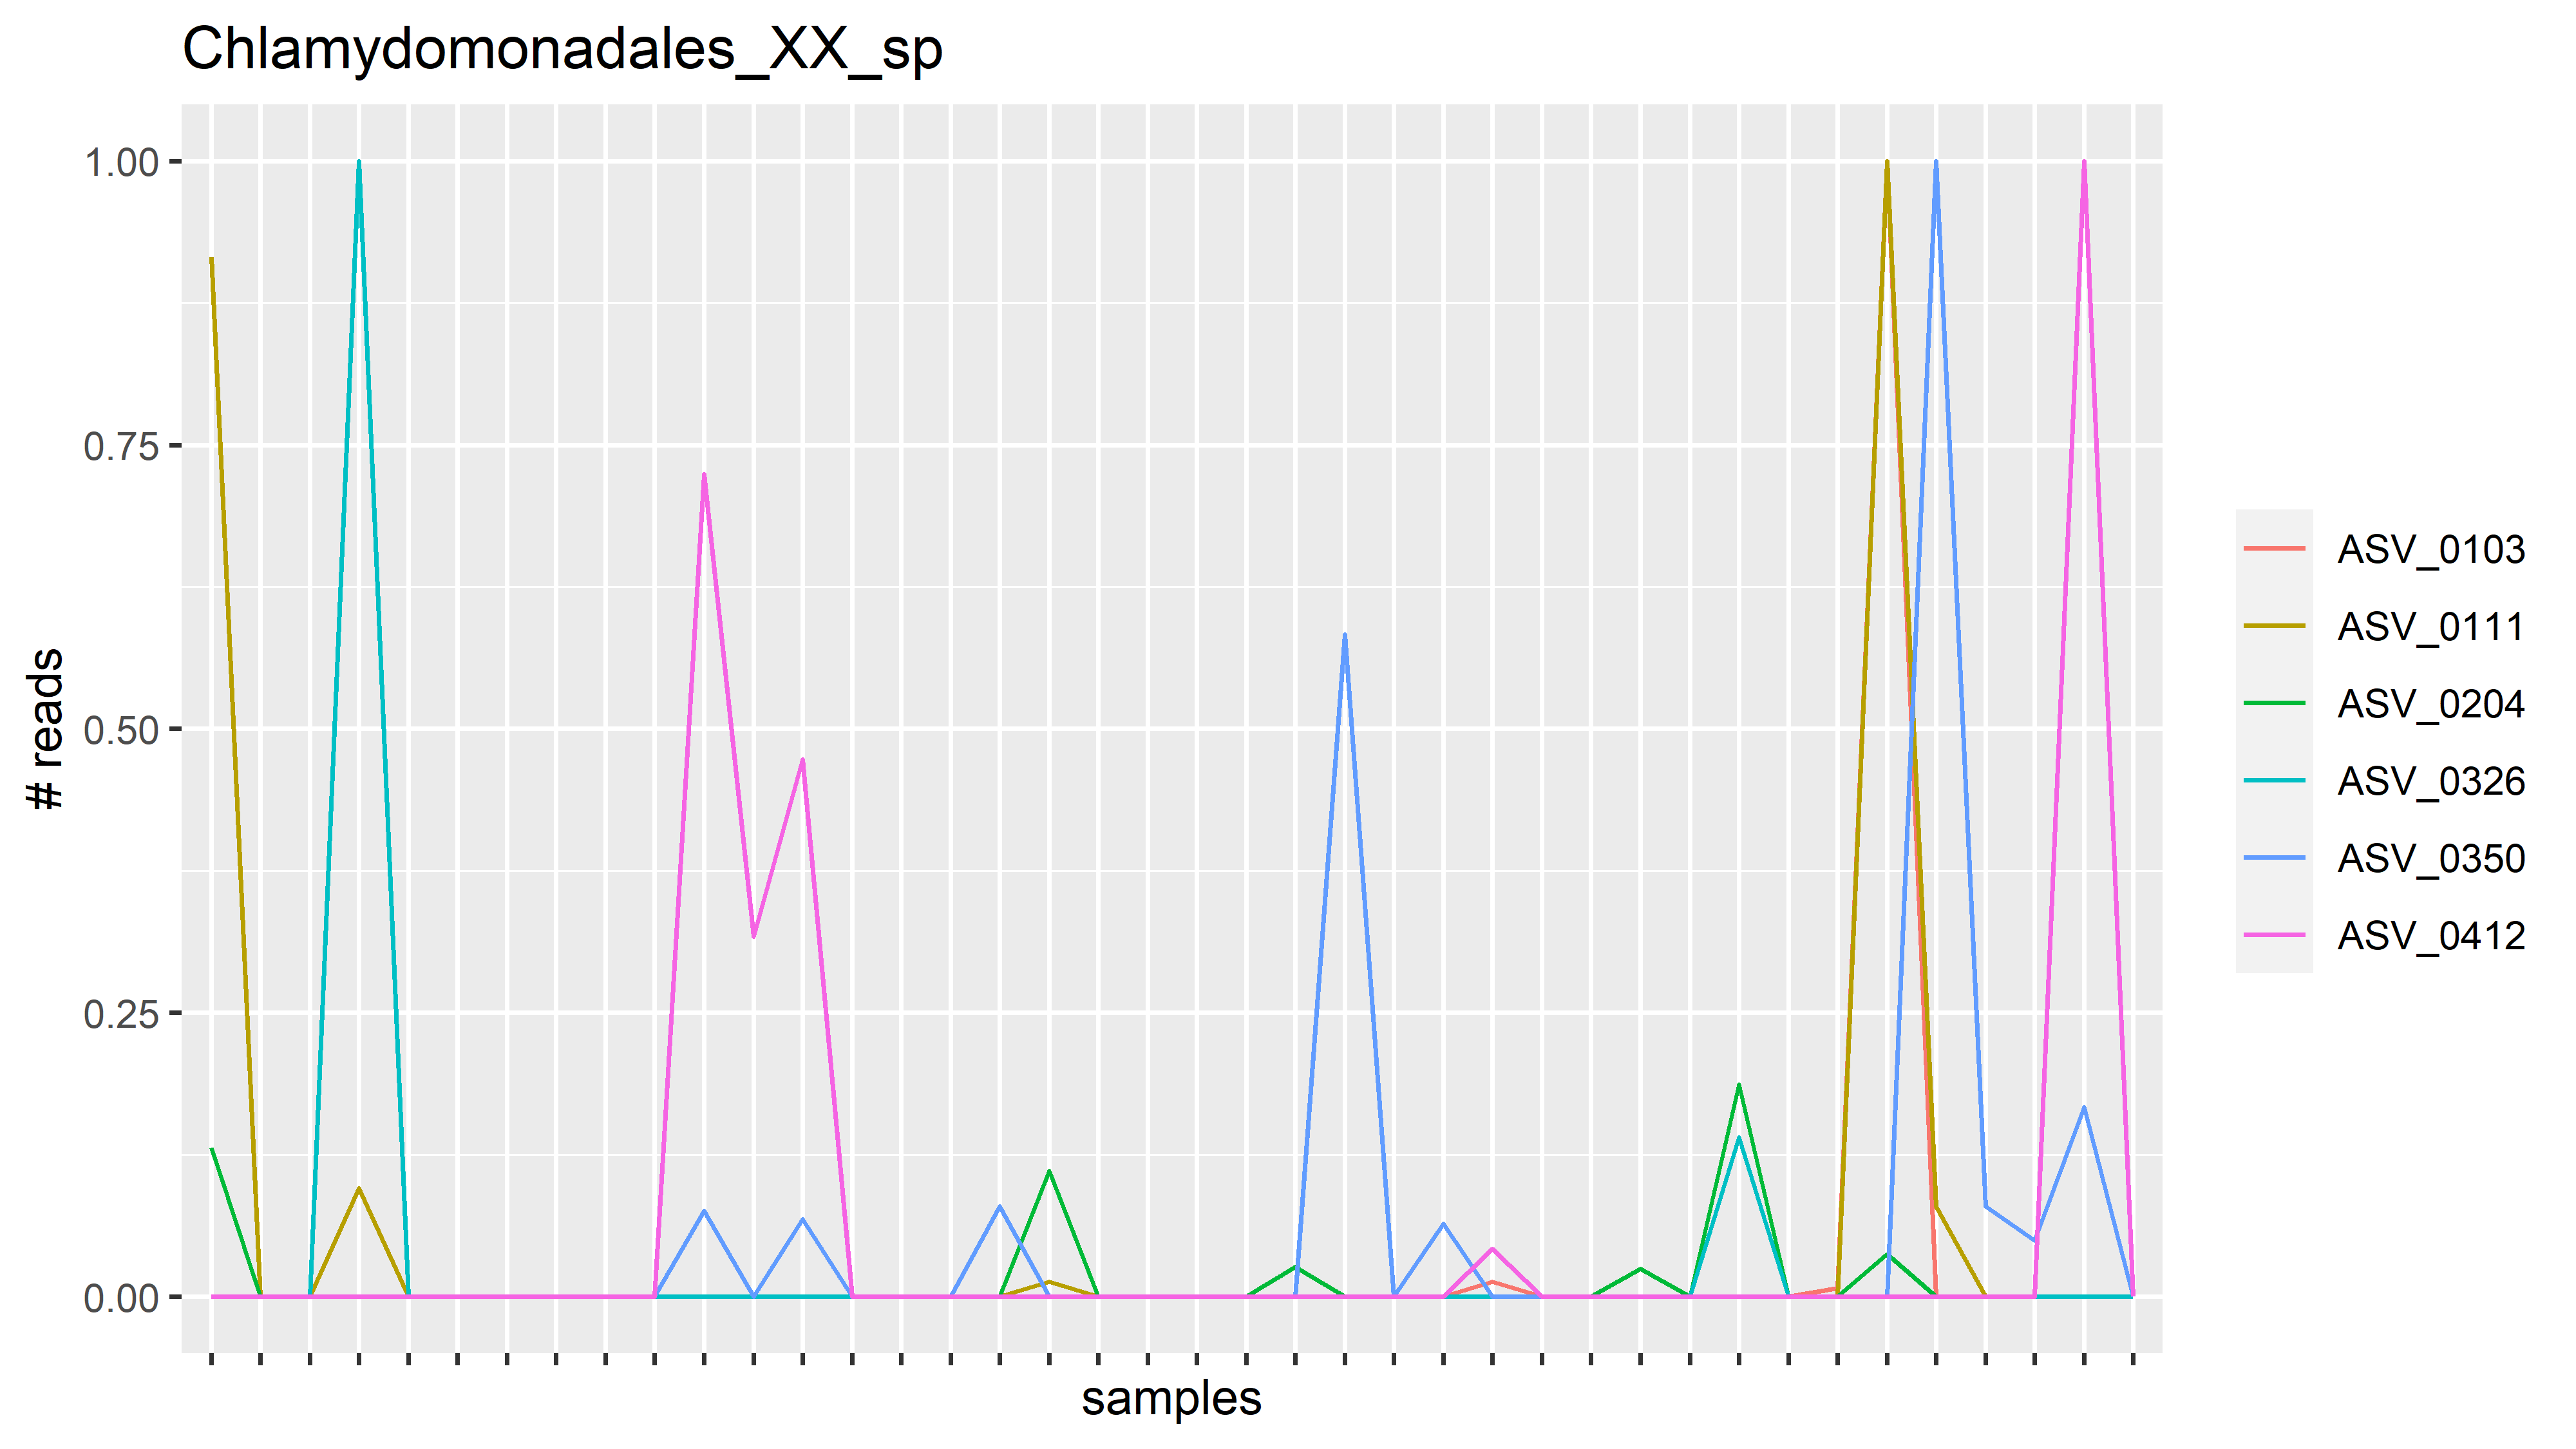 Chlamydomonadales_XX_sp
1.00
0.75
0.50
0.25
0.00
# reads
samples
ASV_0103
ASV_0111
ASV_0204
ASV_0326
ASV_0350
ASV_0412